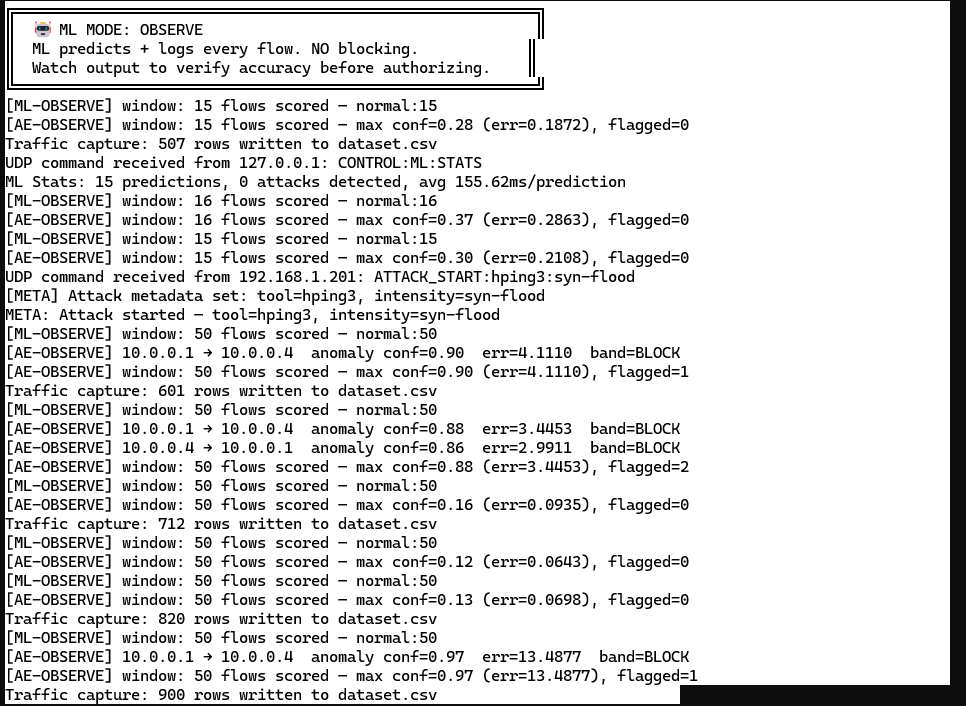 🤖 ML MODE: OBSERVE
ML predicts + logs every flow. NO blocking.
Watch output to verify accuracy before authorizing.
[ML-OBSERVE] window: 15 flows scored — normal:15
[AE-OBSERVE] window: 15 flows scored — max conf=0.28 (err=0.1872), flagged=0
Traffic capture: 507 rows written to dataset.csv
UDP command received from 127.0.0.1: CONTROL:ML:STATS
ML Stats: 15 predictions, 0 attacks detected, avg 155.62ms/prediction
[ML-OBSERVE] window: 16 flows scored — normal:16
[AE-OBSERVE] window: 16 flows scored — max conf=0.37 (err=0.2863), flagged=0
[ML-OBSERVE] window: 15 flows scored — normal:15
[AE-OBSERVE] window: 15 flows scored — max conf=0.30 (err=0.2108), flagged=0
UDP command received from 192.168.1.201: ATTACK_START:hping3:syn-flood
[META] Attack metadata set: tool=hping3, intensity=syn-flood
META: Attack started — tool=hping3, intensity=syn-flood
[ML-OBSERVE] window: 50 flows scored — normal:50
[AE-OBSERVE] 10.0.0.1 → 10.0.0.4  anomaly conf=0.90  err=4.1110  band=BLOCK
[AE-OBSERVE] window: 50 flows scored — max conf=0.90 (err=4.1110), flagged=1
Traffic capture: 601 rows written to dataset.csv
[ML-OBSERVE] window: 50 flows scored — normal:50
[AE-OBSERVE] 10.0.0.1 → 10.0.0.4  anomaly conf=0.88  err=3.4453  band=BLOCK
[AE-OBSERVE] 10.0.0.4 → 10.0.0.1  anomaly conf=0.86  err=2.9911  band=BLOCK
[AE-OBSERVE] window: 50 flows scored — max conf=0.88 (err=3.4453), flagged=2
[ML-OBSERVE] window: 50 flows scored — normal:50
[AE-OBSERVE] window: 50 flows scored — max conf=0.16 (err=0.0935), flagged=0
Traffic capture: 712 rows written to dataset.csv
[ML-OBSERVE] window: 50 flows scored — normal:50
[AE-OBSERVE] window: 50 flows scored — max conf=0.12 (err=0.0643), flagged=0
[ML-OBSERVE] window: 50 flows scored — normal:50
[AE-OBSERVE] window: 50 flows scored — max conf=0.13 (err=0.0698), flagged=0
Traffic capture: 820 rows written to dataset.csv
[ML-OBSERVE] window: 50 flows scored — normal:50
[AE-OBSERVE] 10.0.0.1 → 10.0.0.4  anomaly conf=0.97  err=13.4877  band=BLOCK
[AE-OBSERVE] window: 50 flows scored — max conf=0.97 (err=13.4877), flagged=1
Traffic capture: 900 rows written to dataset.csv